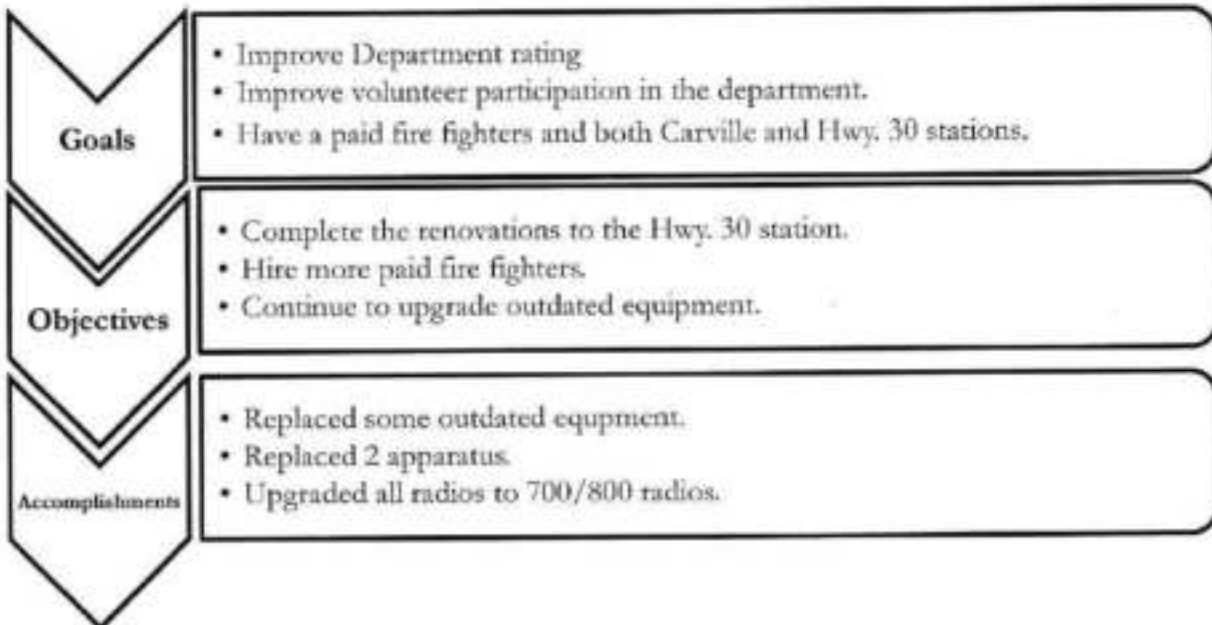 Goals
• Improve Department rating
• Improve volunteer participation in the department.
• Have a paid fire fighters and both Carville and Hwy. 30 stations.
Objectives
• Complete the renovations to the Hwy. 30 station.
• Hire more paid fire fighters.
• Continue to upgrade outdated equipment.
Accomplishments
• Replaced some outdated equpment.
• Replaced 2 apparatus.
• Upgraded all radios to 700/800 radios.